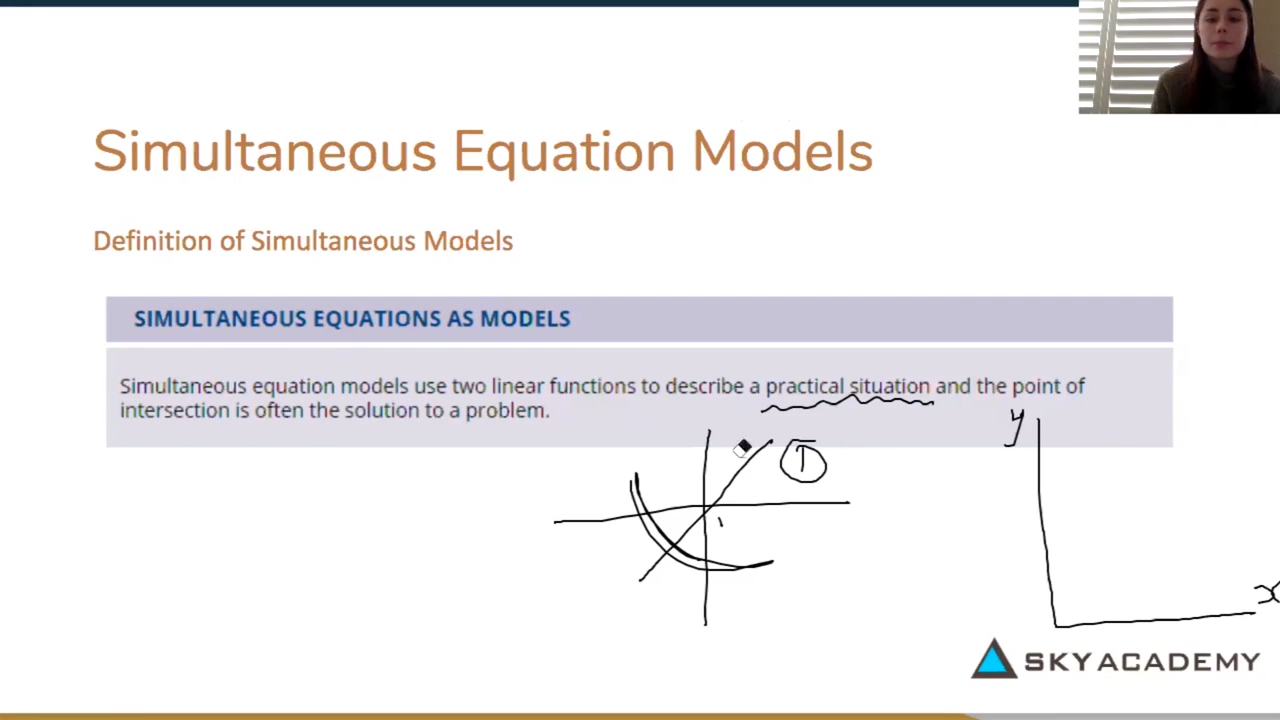 Simultaneous Equation Models
Definition of Simultaneous Models
SIMULTANEOUS EQUATIONS AS MODELS
Simultaneous equation models use two linear functions to describe a practical situation and the point of
intersection is often the solution to a problem.
y
I
x
SKY ACADEMY